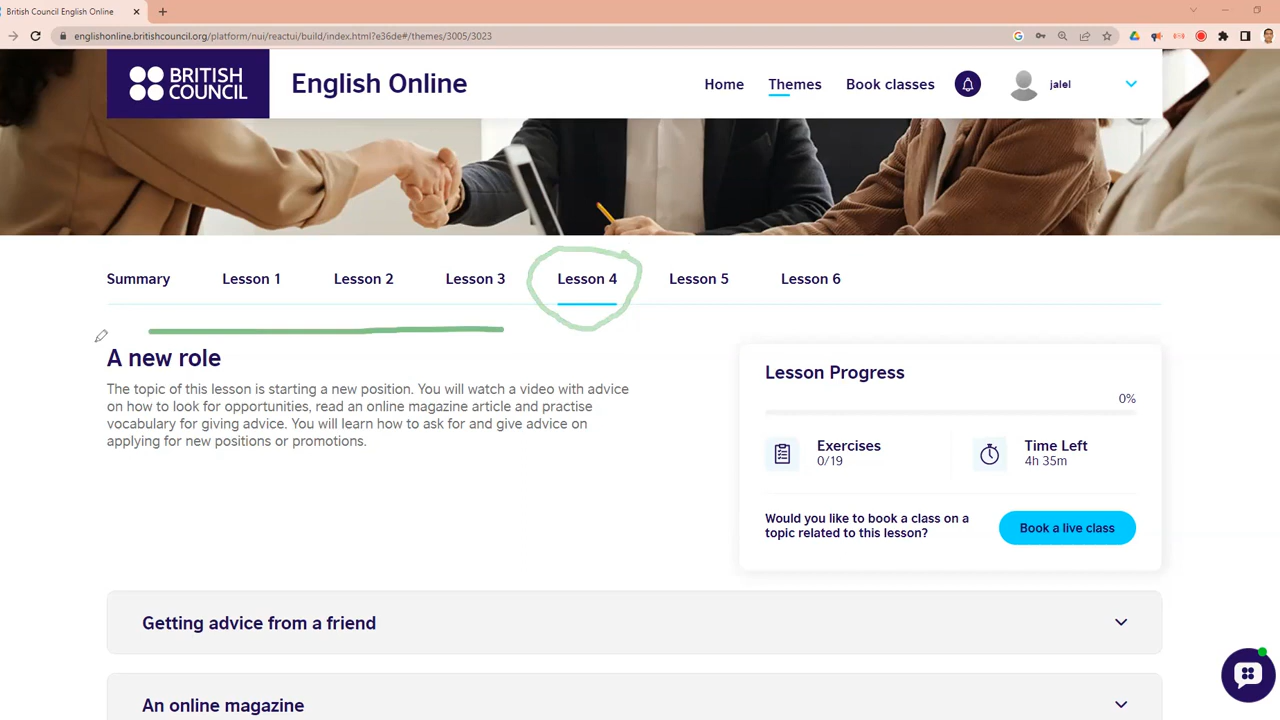 British Council English Online
englishonline.britishcouncil.org/platform/nui/reactui/build/index.html?e36de#/themes/3005/3023
BRITISH
COUNCIL
English Online
Home
Themes
Book classes
jalel
Summary
Lesson 1
Lesson 2
Lesson 3
Lesson 4
Lesson 5
Lesson 6
A new role
The topic of this lesson is starting a new position. You will watch a video with advice
on how to look for opportunities, read an online magazine article and practise
vocabulary for giving advice. You will learn how to ask for and give advice on
applying for new positions or promotions.
Lesson Progress
0%
Exercises
0/19
Time Left
4h 35m
Would you like to book a class on a
topic related to this lesson?
Book a live class
Getting advice from a friend
An online magazine